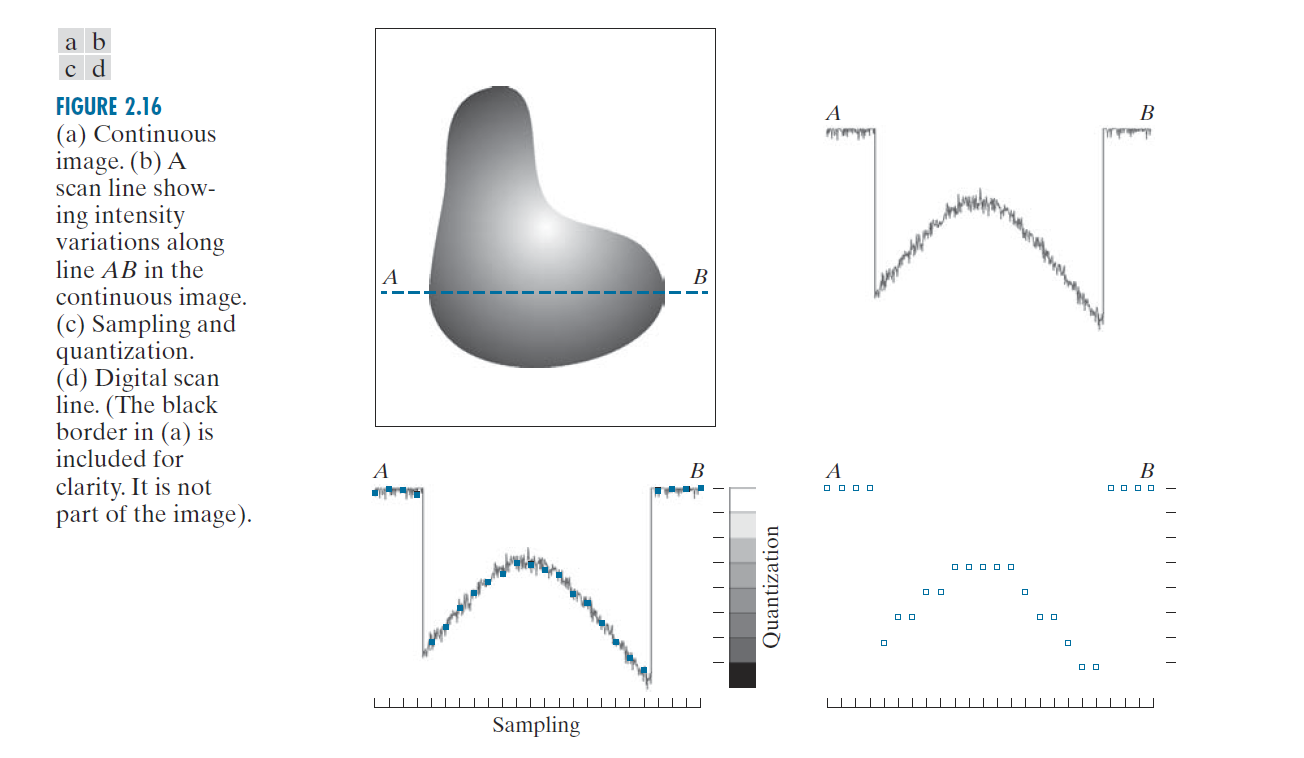 a b
c d
FIGURE 2.16
(a) Continuous
image. (b) A
scan line show-
ing intensity
variations along
line AB in the
continuous image.
(c) Sampling and
quantization.
(d) Digital scan
line. (The black
border in (a) is
included for
clarity. It is not
part of the image).
A B
A B
A B
Quantization
Sampling
A B